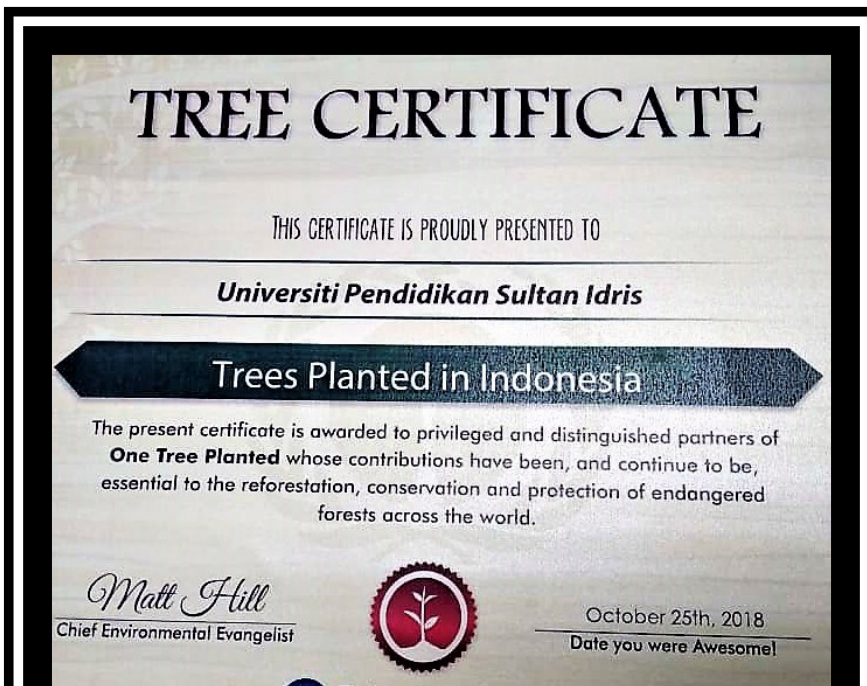 TREE CERTIFICATE
THIS CERTIFICATE IS PROUDLY PRESENTED TO
Universiti Pendidikan Sultan Idris
Trees Planted in Indonesia
The present certificate is awarded to privileged and distinguished partners of
One Tree Planted whose contributions have been, and continue to be,
essential to the reforestation, conservation and protection of endangered
forests across the world.
Matt Hill
Chief Environmental Evangelist
October 25th, 2018
Date you were Awesome!